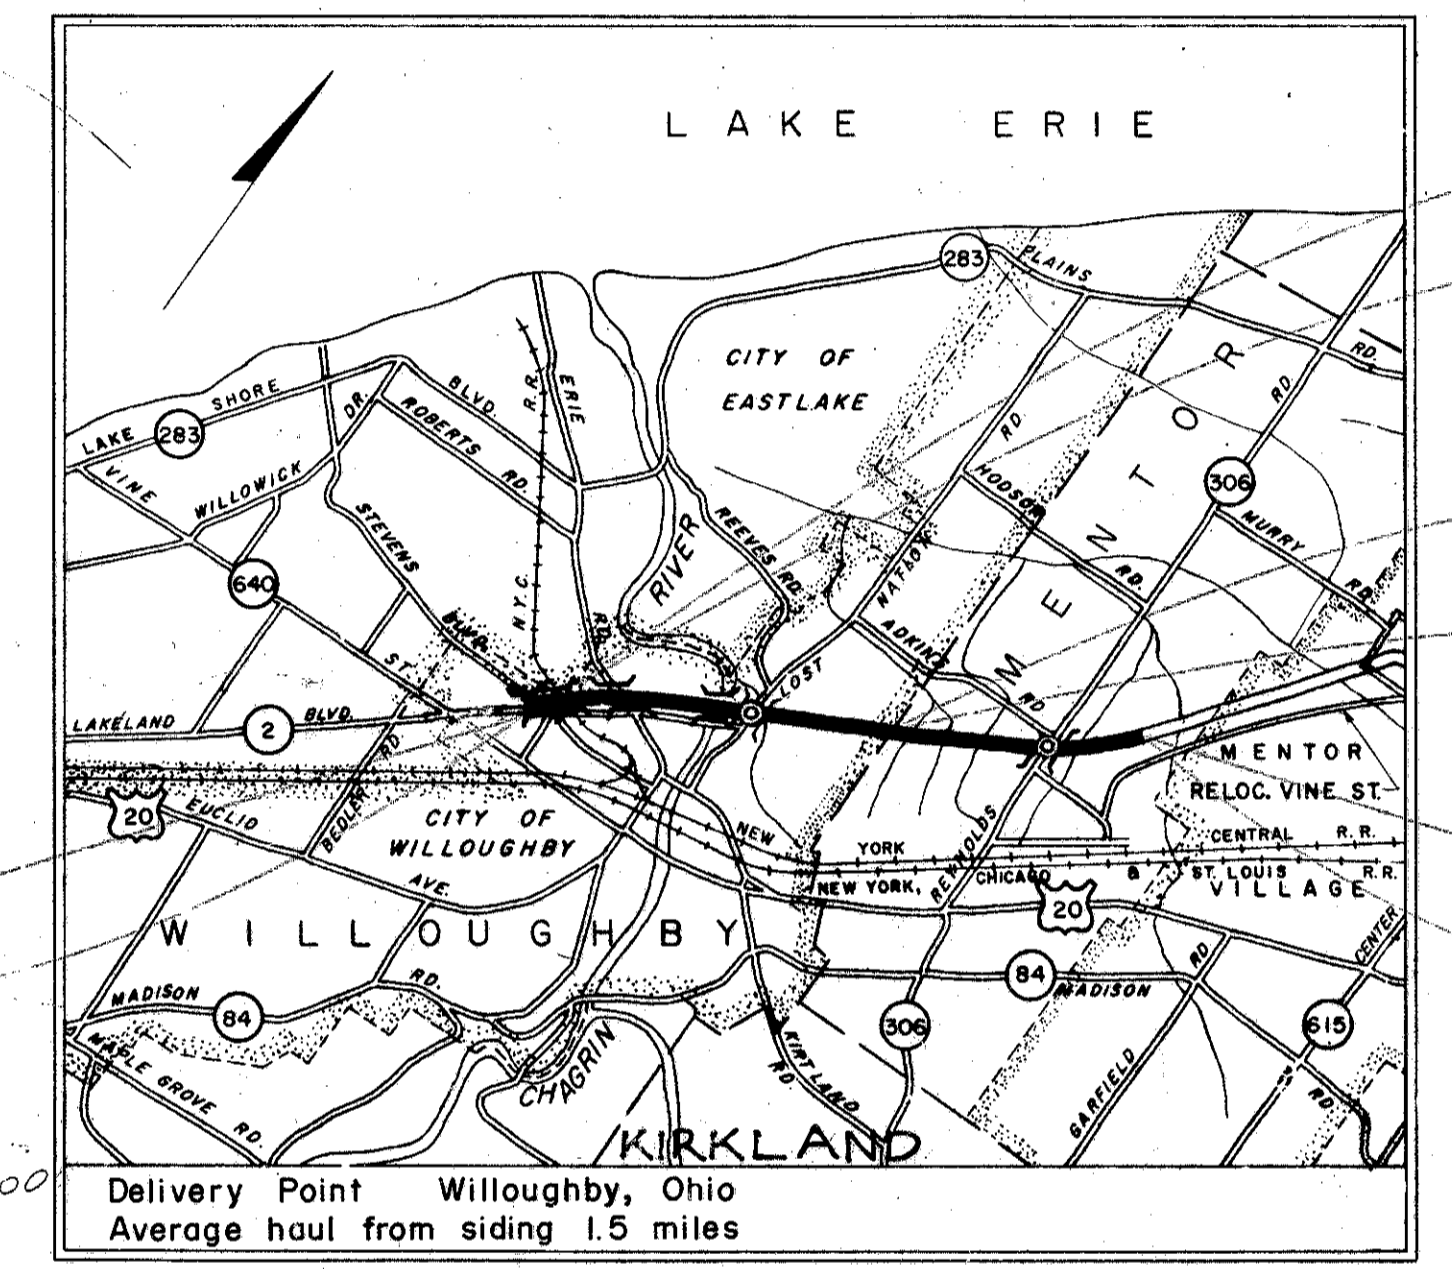 LAKE ERIE
283
PLAINS
RD.
CITY OF
EASTLAKE
LAKE
283
SHORE
BLVD.
DR.
ROBERTS
RD.
R.R.
ERIE
RD
RD
MENTOR
306
VINE
WILLOWICK
STEVENS
BLVD.
HODSON
RD.
MURRY
RD.
REEVES
RD.
RIVER
NATION
640
N.Y.C.
RD.
ADKINS
RD
ST.
LOST
LAKELAND
2
BLVD.
RD
MENTOR
RELOC. VINE ST.
20
EUCLID
CITY OF
WILLOUGHBY
NEW
YORK
CENTRAL R.R.
NEW YORK,
CHICAGO
&
ST. LOUIS
R.R.
VILLAGE
REYNOLDS
20
AVE.
WILLOUGHBY
CENTER
RD
MADISON
84
RD.
84
MADISON
306
615
MAPLE GROVE
RD.
CHAGRIN
KIRTLAND
RD.
GARFIELD
RD.
KIRKLAND
Delivery Point Willoughby, Ohio
Average haul from siding 1.5 miles